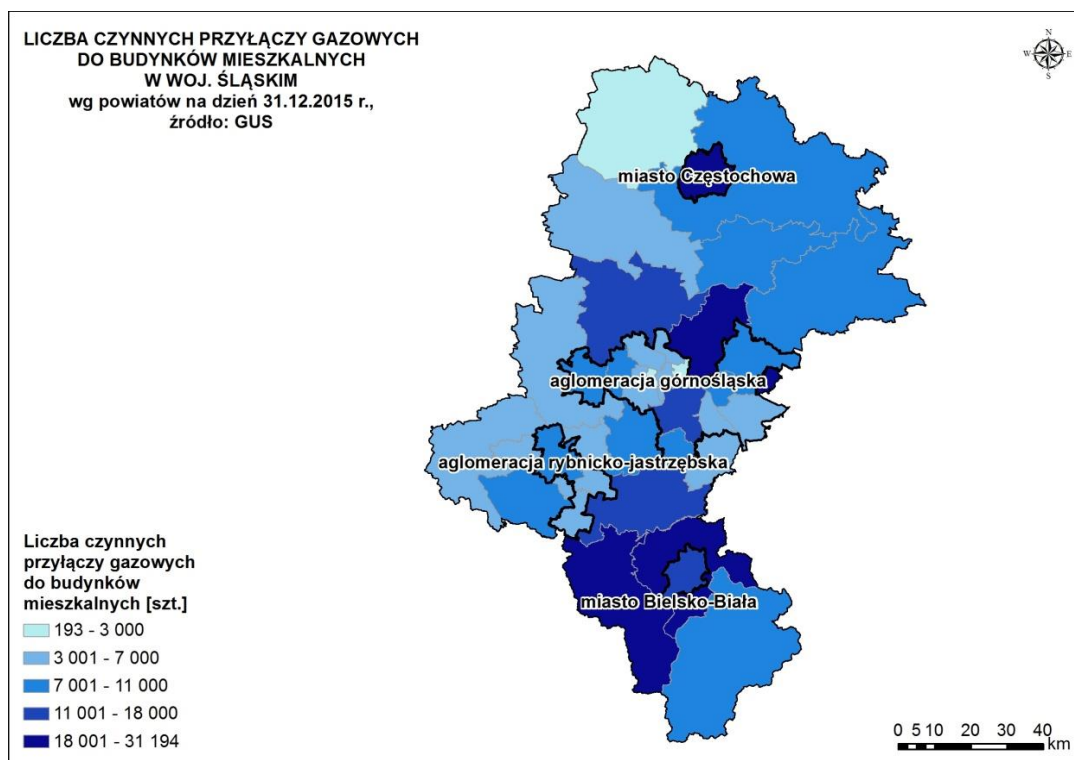 LICZBA CZYNNYCH PRZYŁĄCZY GAZOWYCH
DO BUDYNKÓW MIESZKALNYCH
W WOJ. ŚLĄSKIM
wg powiatów na dzień 31.12.2015 r.,
źródło: GUS
N
W E
S
miasto Częstochowa
aglomeracja górnośląska
aglomeracja rybnicko-jastrzębska
miasto Bielsko-Biała
Liczba czynnych
przyłączy gazowych
do budynków
mieszkalnych [szt.]
193 - 3 000
3 001 - 7 000
7 001 - 11 000
11 001 - 18 000
18 001 - 31 194
0 5 10 20 30 40
km